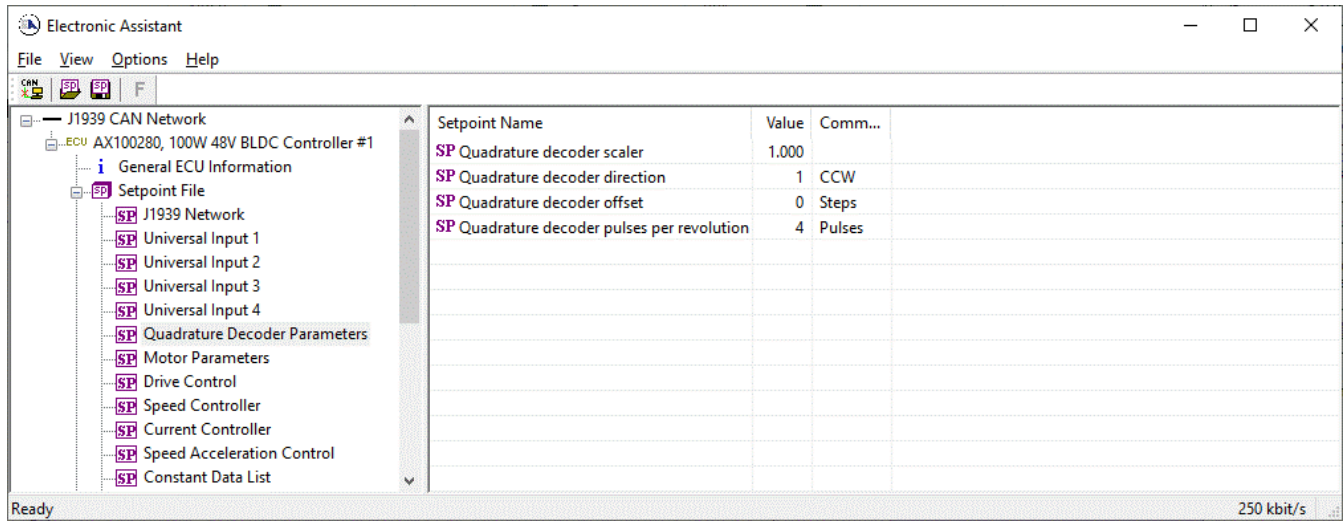 Electronic Assistant
File View Options Help
CAN SP SP F
J1939 CAN Network
ECU AX100280, 100W 48V BLDC Controller #1
i General ECU Information
SP Setpoint File
SP J1939 Network
SP Universal Input 1
SP Universal Input 2
SP Universal Input 3
SP Universal Input 4
SP Quadrature Decoder Parameters
SP Motor Parameters
SP Drive Control
SP Speed Controller
SP Current Controller
SP Speed Acceleration Control
SP Constant Data List
Setpoint Name Value Comm...
SP Quadrature decoder scaler 1.000
SP Quadrature decoder direction 1 CCW
SP Quadrature decoder offset 0 Steps
SP Quadrature decoder pulses per revolution 4 Pulses
Ready 250 kbit/s